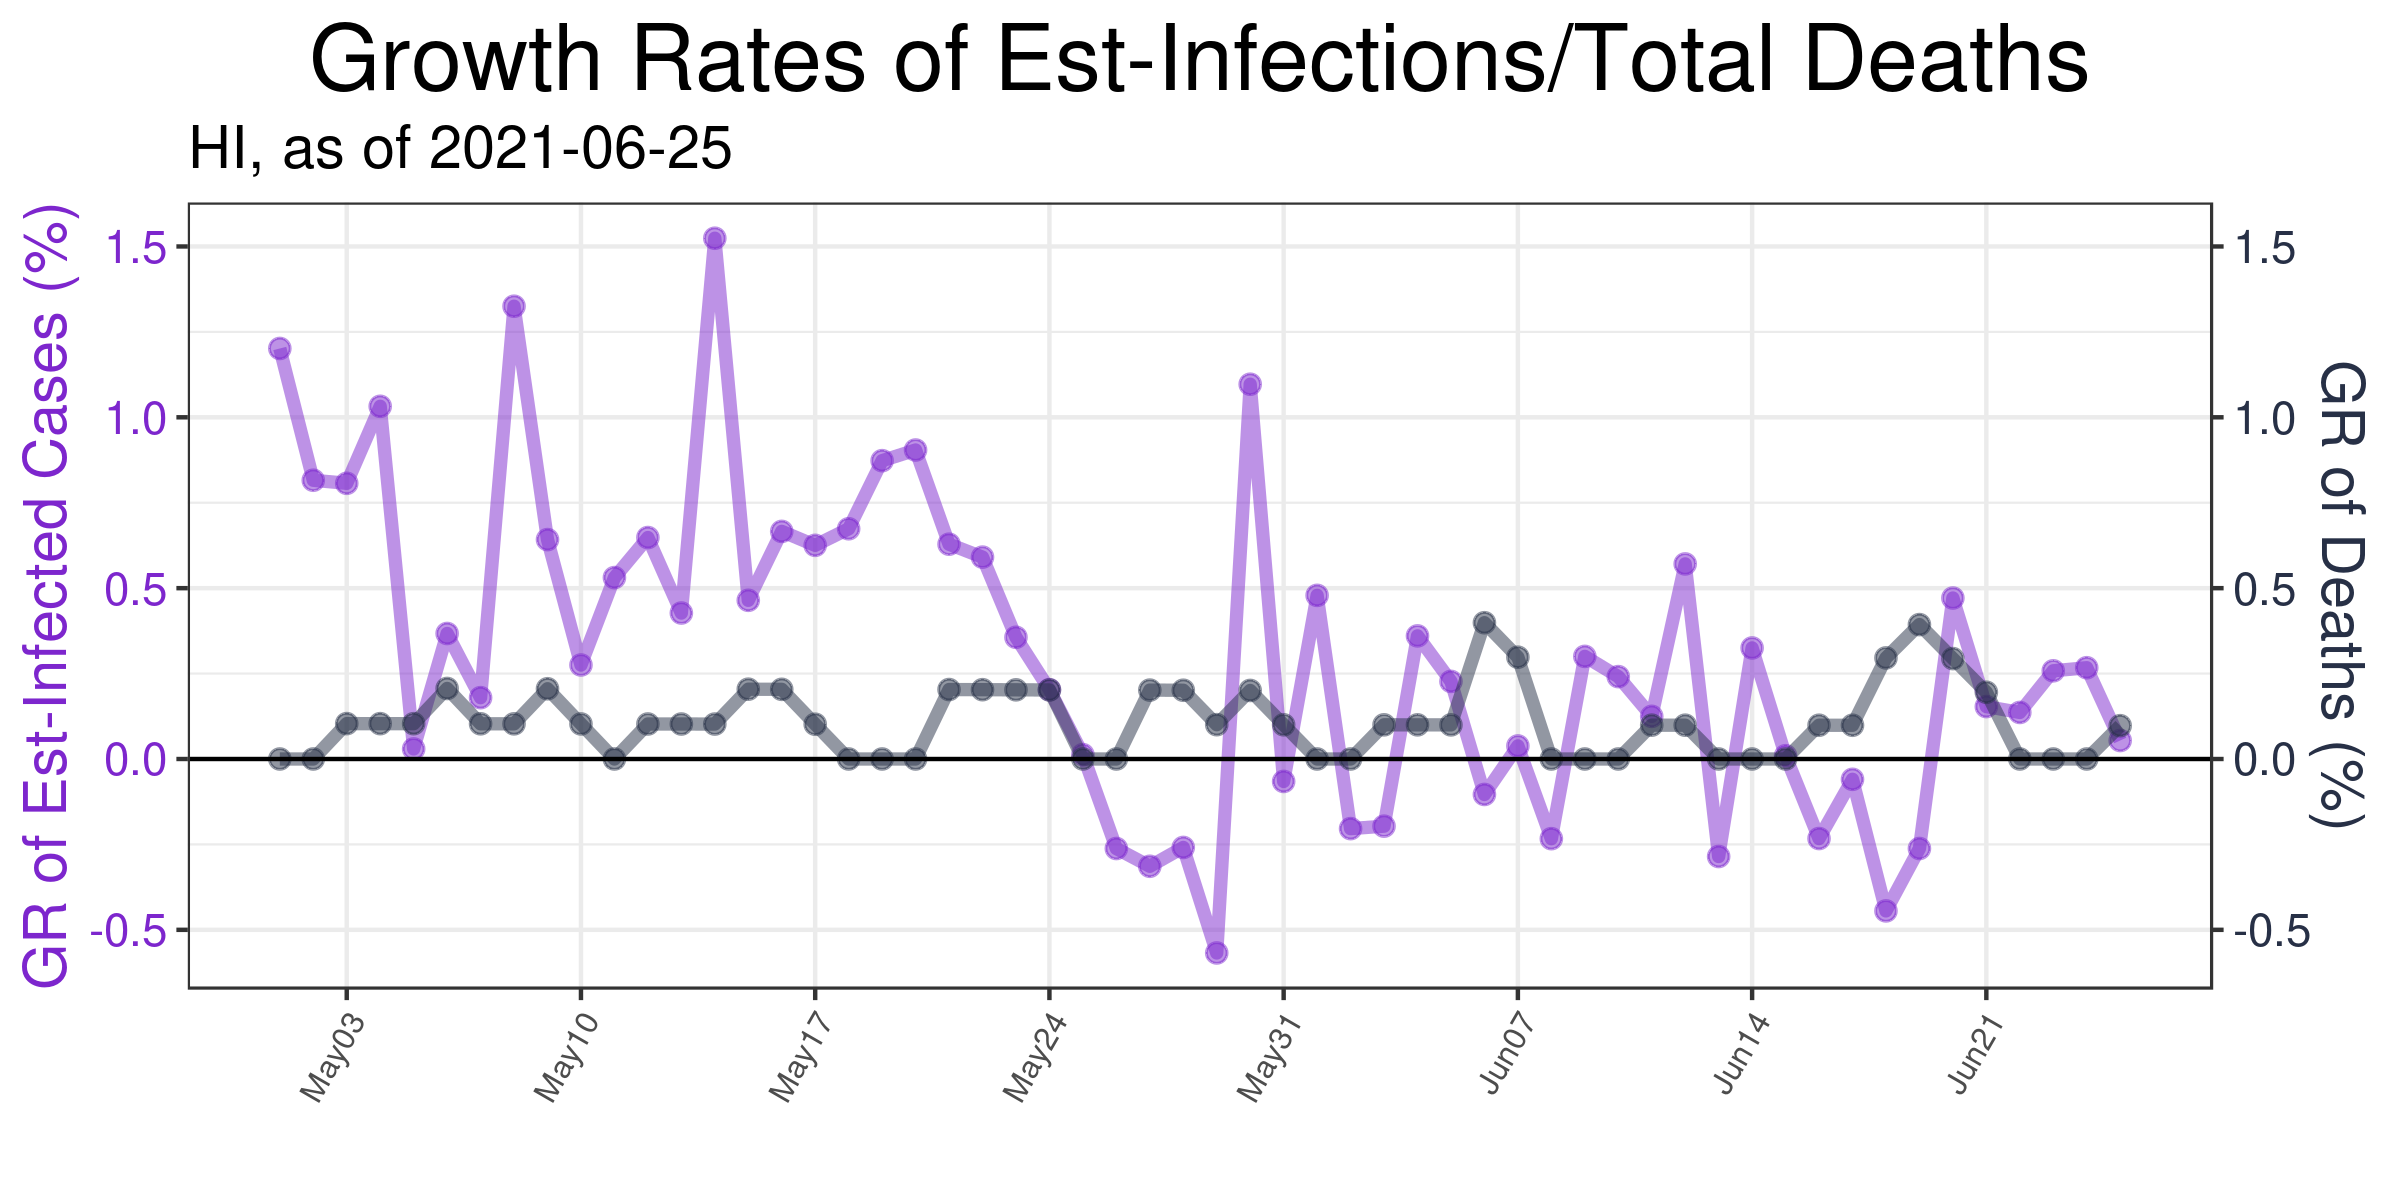 Growth Rates of Est-Infections/Total Deaths
HI, as of 2021-06-25
GR of Est-Infected Cases (%)
1.5
1.0
0.5
0.0
-0.5
1.5
1.0
0.5
0.0
-0.5
GR of Deaths (%)
May03
May10
May17
May24
May31
Jun07
Jun14
Jun21